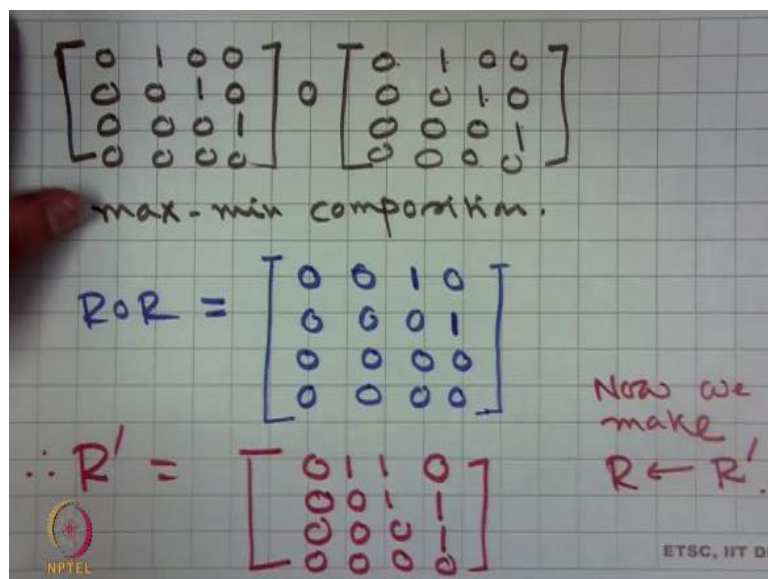 [ 0 1 0 0 ] o [ 0 1 0 0 ]
[ 0 0 1 0 ] [ 0 0 1 0 ]
[ 0 0 0 1 ] [ 0 0 0 1 ]
[ 0 0 0 0 ] [ 0 0 0 0 ]
max-min composition.
RoR = [ 0 0 1 0 ]
[ 0 0 0 1 ]
[ 0 0 0 0 ]
[ 0 0 0 0 ]
∴ R' = [ 0 1 1 0 ]
[ 0 0 1 1 ]
[ 0 0 0 1 ]
[ 0 0 0 0 ]
Now we
make
R ← R'.
NPTEL
ETSC, IIT D